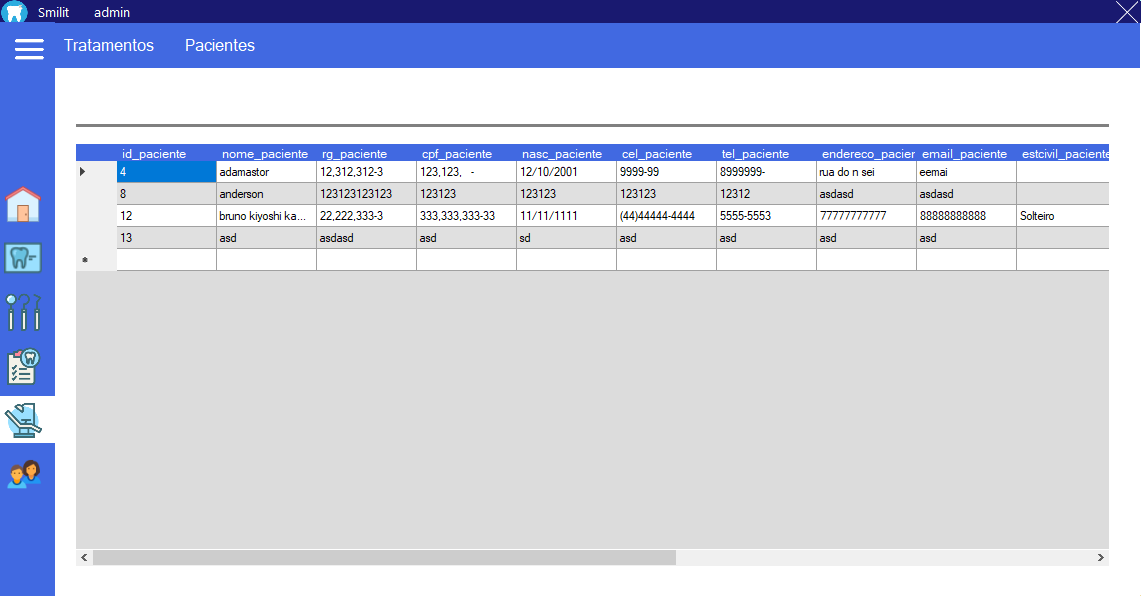 Smilit admin
Tratamentos Pacientes
id_paciente nome_paciente rg_paciente cpf_paciente nasc_paciente cel_paciente tel_paciente endereco_pacier email_paciente estcivil_paciente
4 adamastor 12,312,312-3 123,123, - 12/10/2001 9999-99 8999999- rua do n sei eemai
8 anderson 123123123123 123123 123123 123123 12312 asdasd asdasd
12 bruno kiyoshi ka... 22,222,333-3 333,333,333-33 11/11/1111 (44)44444-4444 5555-5553 77777777777 88888888888 Solteiro
13 asd asdasd asd sd asd asd asd asd